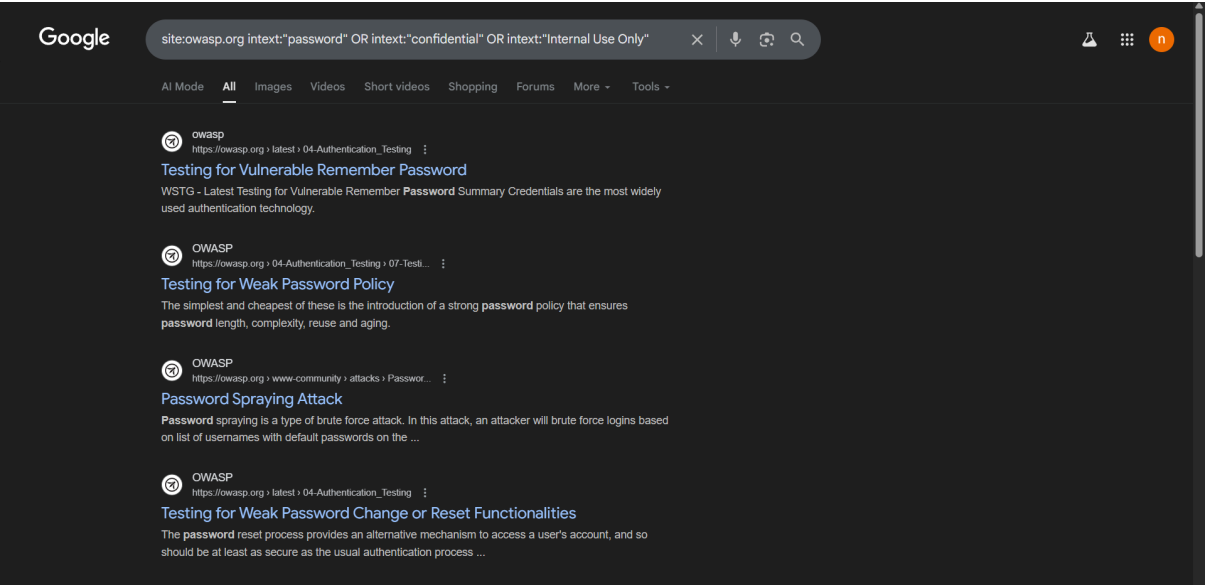 Google
site:owasp.org intext:"password" OR intext:"confidential" OR intext:"Internal Use Only"
n
AI Mode All Images Videos Short videos Shopping Forums More Tools
owasp
https://owasp.org › latest › 04-Authentication_Testing
Testing for Vulnerable Remember Password
WSTG - Latest Testing for Vulnerable Remember Password Summary Credentials are the most widely
used authentication technology.
OWASP
https://owasp.org › 04-Authentication_Testing › 07-Testi...
Testing for Weak Password Policy
The simplest and cheapest of these is the introduction of a strong password policy that ensures
password length, complexity, reuse and aging.
OWASP
https://owasp.org › www-community › attacks › Passwor...
Password Spraying Attack
Password spraying is a type of brute force attack. In this attack, an attacker will brute force logins based
on list of usernames with default passwords on the ...
OWASP
https://owasp.org › latest › 04-Authentication_Testing
Testing for Weak Password Change or Reset Functionalities
The password reset process provides an alternative mechanism to access a user's account, and so
should be at least as secure as the usual authentication process ...